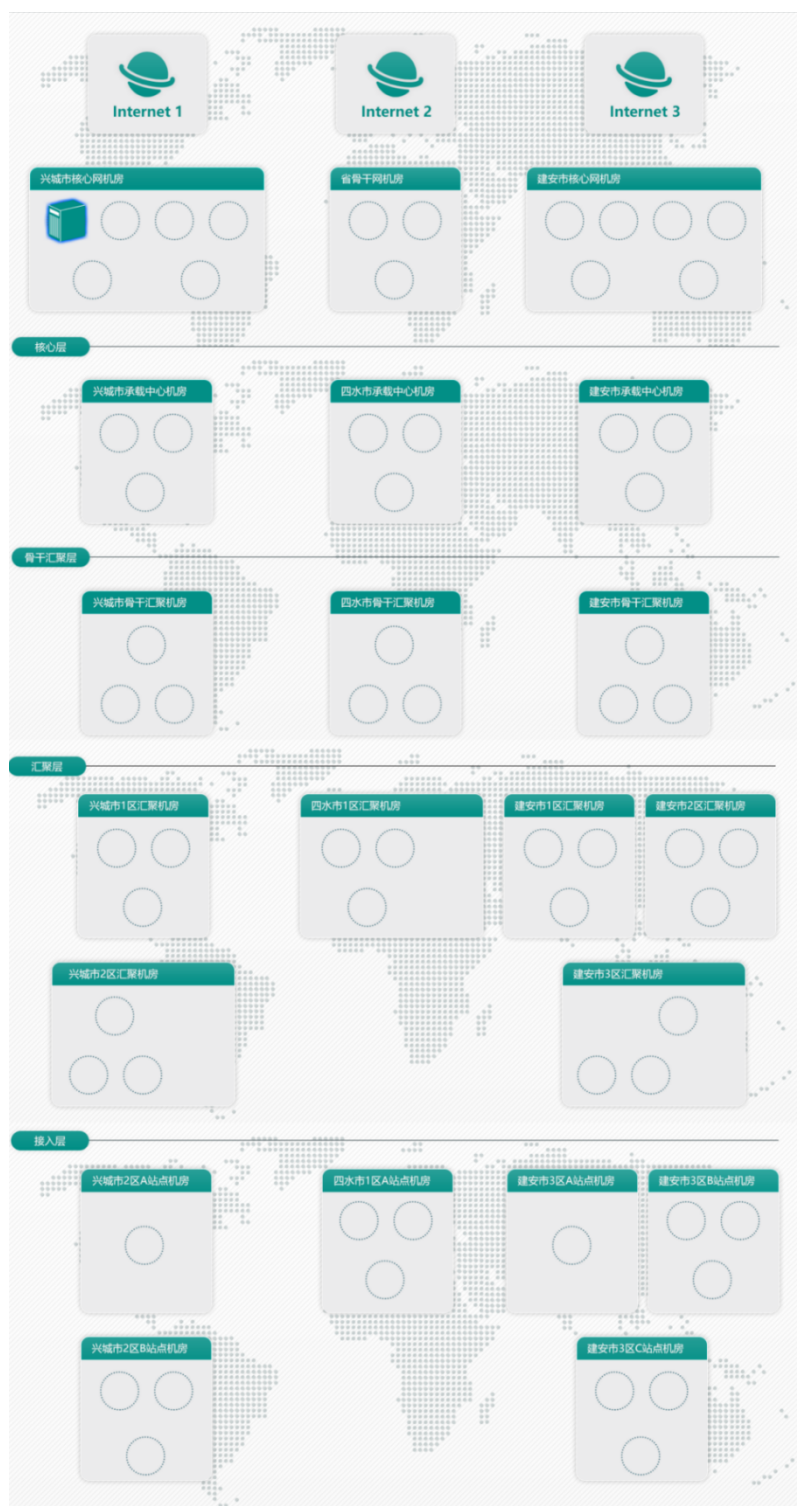 Internet 1
Internet 2
Internet 3
兴城市核心网机房
省骨干网机房
建安市核心网机房
核心层
兴城市承载中心机房
四水市承载中心机房
建安市承载中心机房
骨干汇聚层
兴城市骨干汇聚机房
四水市骨干汇聚机房
建安市骨干汇聚机房
汇聚层
兴城市1区汇聚机房
四水市1区汇聚机房
建安市1区汇聚机房
建安市2区汇聚机房
兴城市2区汇聚机房
建安市3区汇聚机房
接入层
兴城市2区A站点机房
四水市1区A站点机房
建安市3区A站点机房
建安市3区B站点机房
兴城市2区B站点机房
建安市3区C站点机房